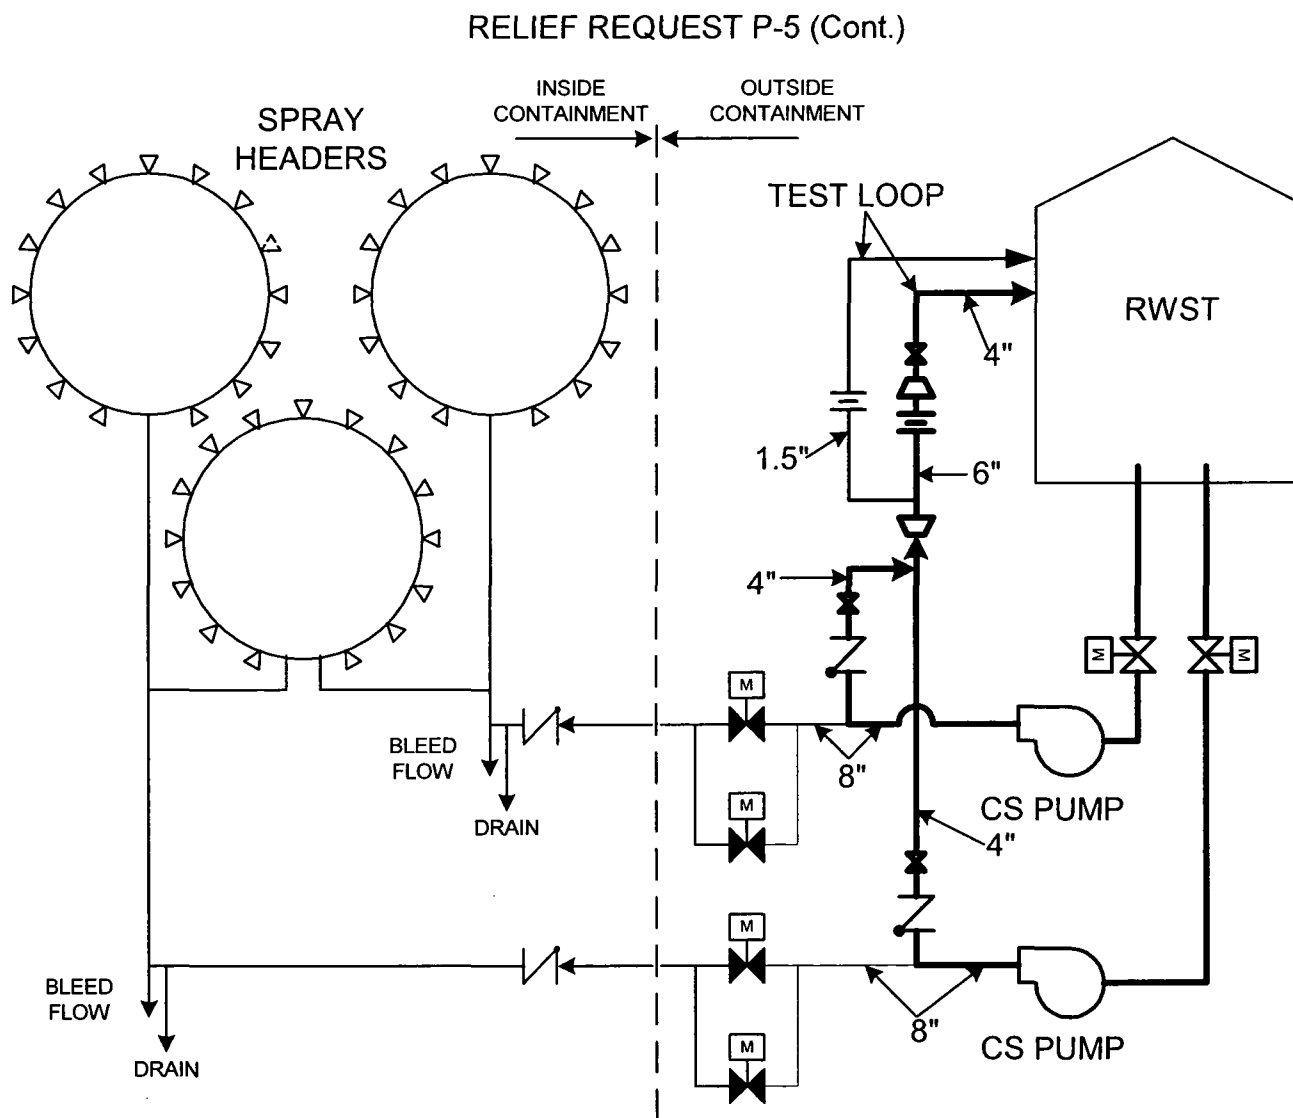 RELIEF REQUEST P-5 (Cont.)
INSIDE
CONTAINMENT
OUTSIDE
CONTAINMENT
SPRAY
HEADERS
TEST LOOP
RWST
4"
1.5"
6"
4"
M
M
M
BLEED
FLOW
8"
DRAIN
M
CS PUMP
4"
M
BLEED
FLOW
8"
CS PUMP
DRAIN
M